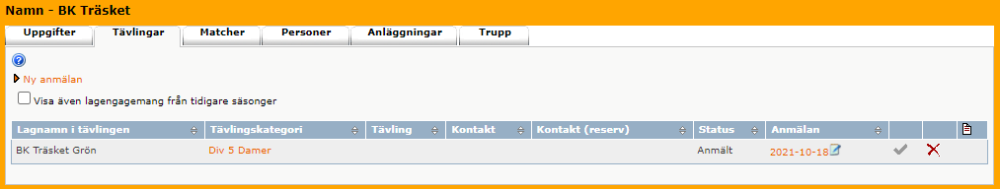 Namn - BK Träsket
Uppgifter Tävlingar Matcher Personer Anläggningar Trupp
Ny anmälan
Visa även lagengagemang från tidigare säsonger
Lagnamn i tävlingen Tävlingskategori Tävling Kontakt Kontakt (reserv) Status Anmälan
BK Träsket Grön Div 5 Damer Anmält 2021-10-18